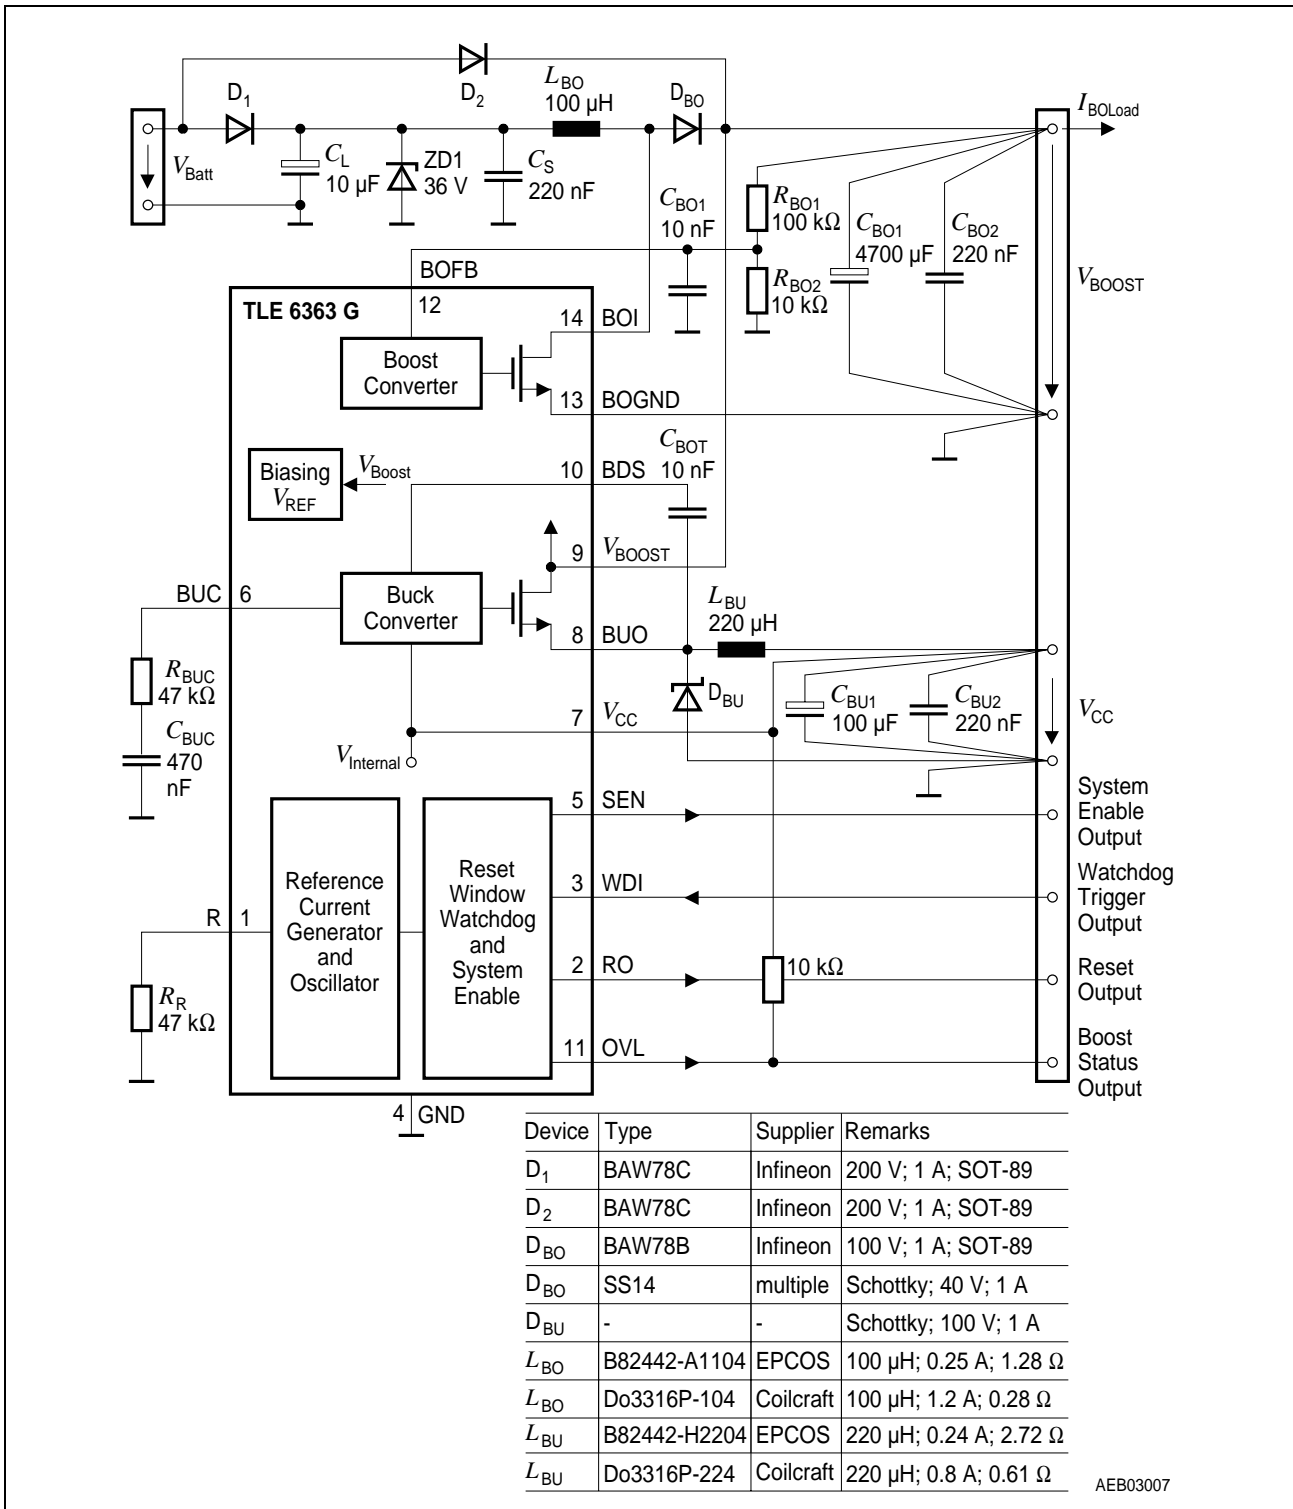 D2
LBO
100 µH
D1
DBO
IBOLoad
VBatt
CL
10 µF
ZD1
36 V
CS
220 nF
CBO1
10 nF
RBO1
100 kΩ
CBO1
4700 µF
CBO2
220 nF
RBO2
10 kΩ
VBOOST
BOFB
12
TLE 6363 G
14 BOI
Boost
Converter
13 BOGND
CBOT
10 nF
Biasing
VREF
VBoost
10 BDS
9 VBOOST
BUC 6
Buck
Converter
LBU
220 µH
8 BUO
RBUC
47 kΩ
DBU
CBU1
100 µF
CBU2
220 nF
VCC
7 VCC
CBUC
470
nF
VInternal
5 SEN
System
Enable
Output
Reference
Current
Generator
and
Oscillator
Reset
Window
Watchdog
and
System
Enable
3 WDI
Watchdog
Trigger
Output
R 1
2 RO
10 kΩ
Reset
Output
RR
47 kΩ
11 OVL
Boost
Status
Output
4 GND
Device Type Supplier Remarks
D1 BAW78C Infineon 200 V; 1 A; SOT-89
D2 BAW78C Infineon 200 V; 1 A; SOT-89
DBO BAW78B Infineon 100 V; 1 A; SOT-89
DBO SS14 multiple Schottky; 40 V; 1 A
DBU - - Schottky; 100 V; 1 A
LBO B82442-A1104 EPCOS 100 µH; 0.25 A; 1.28 Ω
LBO Do3316P-104 Coilcraft 100 µH; 1.2 A; 0.28 Ω
LBU B82442-H2204 EPCOS 220 µH; 0.24 A; 2.72 Ω
LBU Do3316P-224 Coilcraft 220 µH; 0.8 A; 0.61 Ω
AEB03007